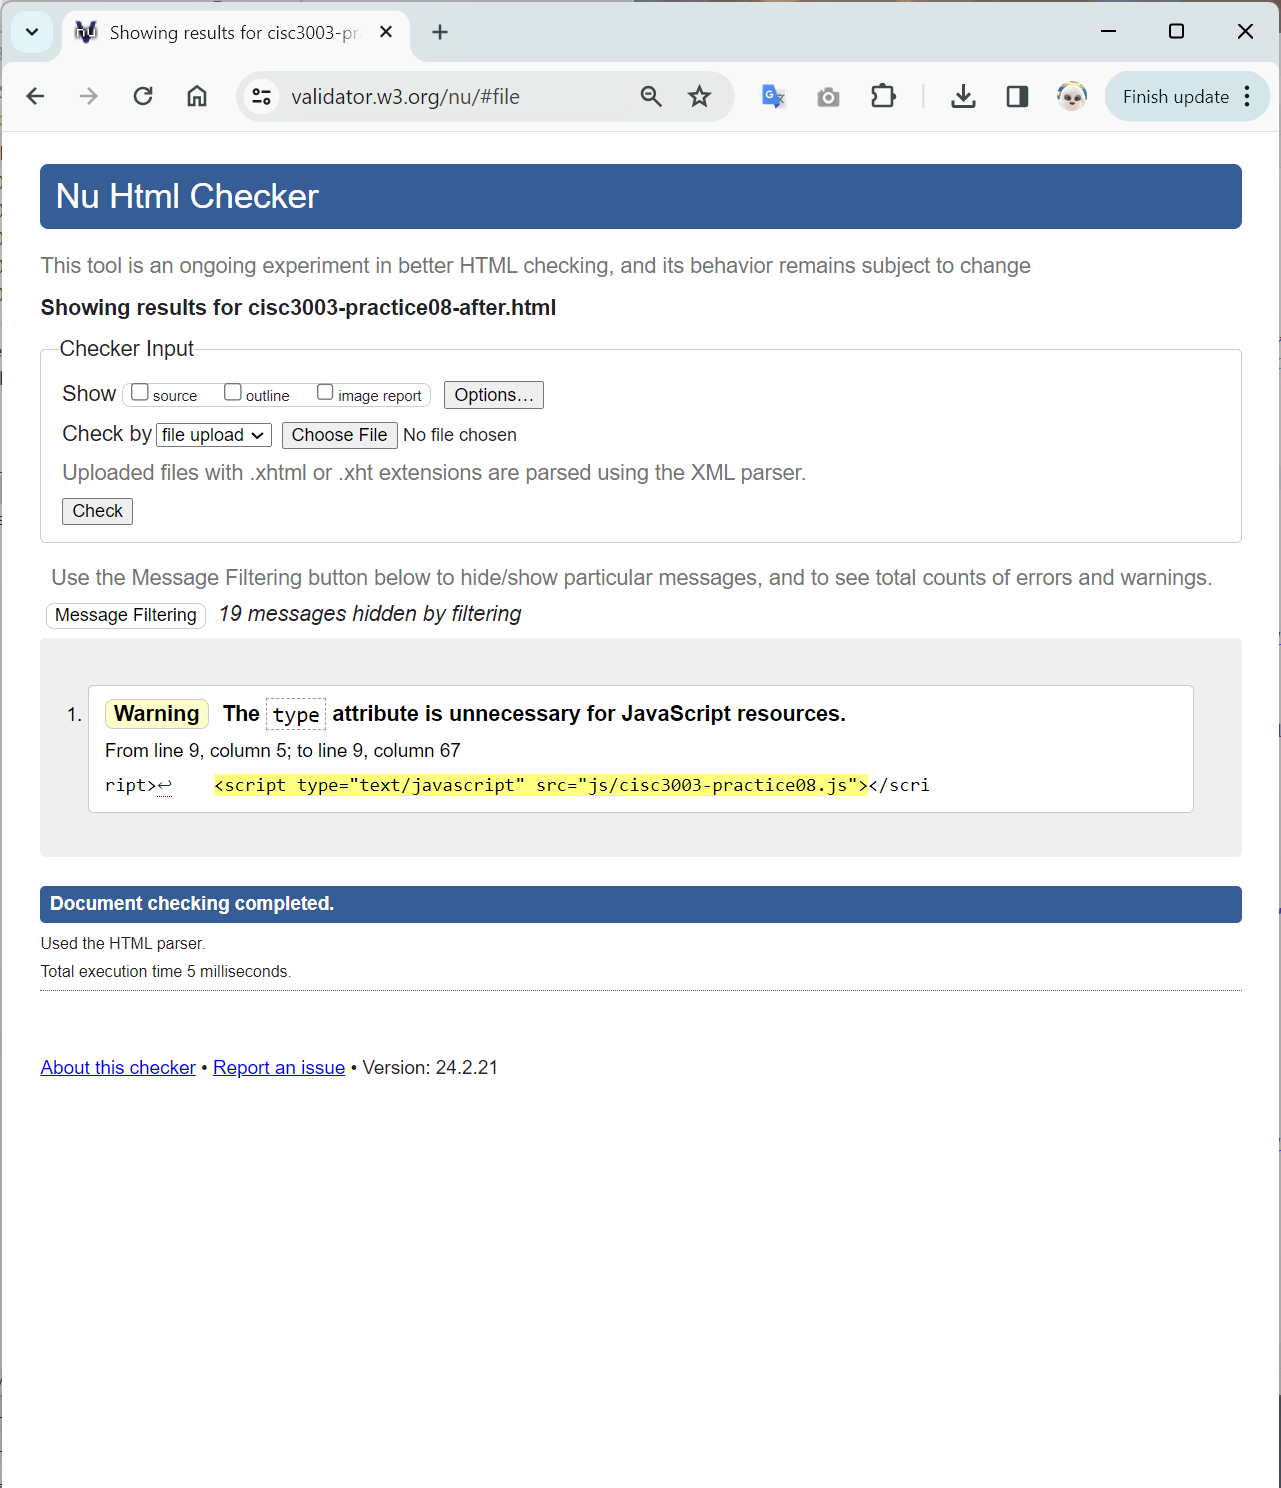 Showing results for cisc3003-pr
validator.w3.org/nu/#file
Finish update
Nu Html Checker
This tool is an ongoing experiment in better HTML checking, and its behavior remains subject to change
Showing results for cisc3003-practice08-after.html
Checker Input
Show source outline image report Options…
Check by file upload Choose File No file chosen
Uploaded files with .xhtml or .xht extensions are parsed using the XML parser.
Check
Use the Message Filtering button below to hide/show particular messages, and to see total counts of errors and warnings.
Message Filtering 19 messages hidden by filtering
1. Warning The type attribute is unnecessary for JavaScript resources.
From line 9, column 5; to line 9, column 67
ript>↩ <script type="text/javascript" src="js/cisc3003-practice08.js"></scri
Document checking completed.
Used the HTML parser.
Total execution time 5 milliseconds.
About this checker • Report an issue • Version: 24.2.21